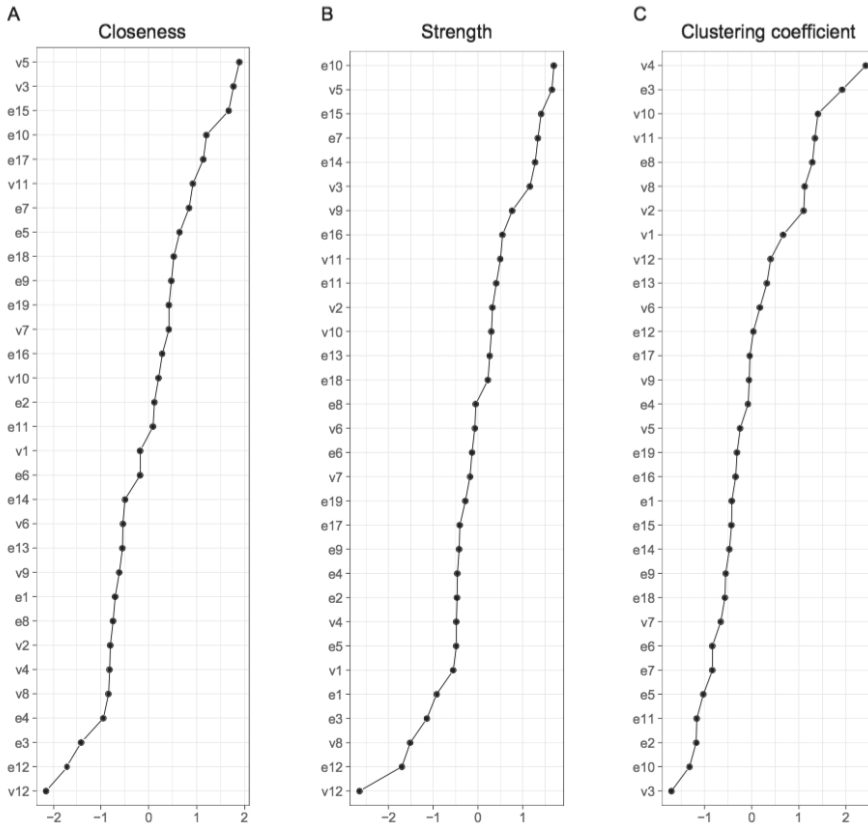 A
Closeness
v5
v3
e15
e10
e17
v11
e7
e5
e18
e9
e19
v7
e16
v10
e2
e11
v1
e6
e14
v6
e13
v9
e1
e8
v2
v4
v8
e4
e3
e12
v12
−2 −1 0 1 2
B
Strength
e10
v5
e15
e7
e14
v3
v9
e16
v11
e11
v2
v10
e13
e18
e8
v6
e6
v7
e19
e17
e9
e4
e2
v4
e5
v1
e1
e3
v8
e12
v12
−2 −1 0 1
C
Clustering coefficient
v4
e3
v10
v11
e8
v8
v2
v1
v12
e13
v6
e12
e17
v9
e4
v5
e19
e16
e1
e15
e14
e9
e18
v7
e6
e7
e5
e11
e2
e10
v3
−1 0 1 2